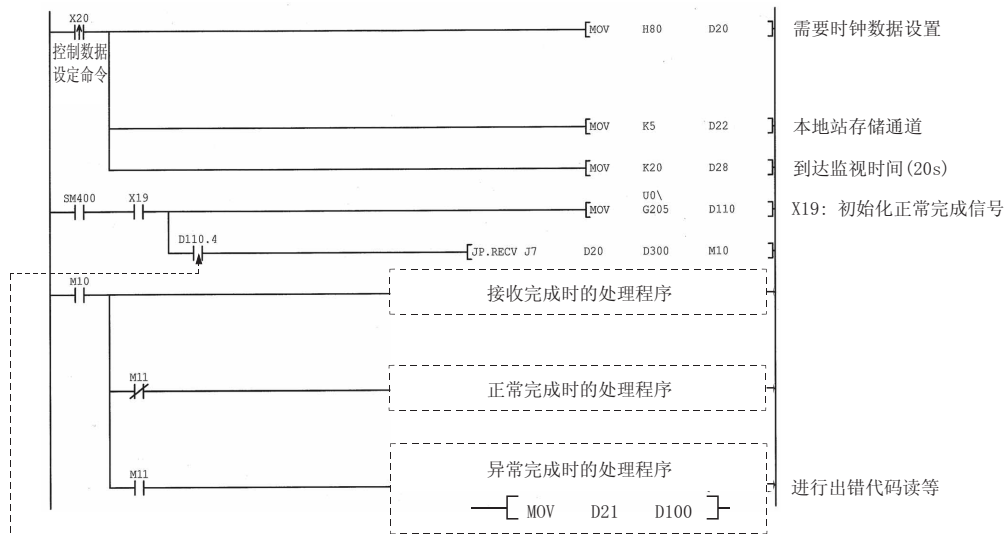 X20
控制数据
设定命令
MOV H80 D20 需要时钟数据设置
MOV K5 D22 本地站存储通道
MOV K20 D28 到达监视时间(20s)
SM400 X19
U0\
MOV G205 D110 X19: 初始化正常完成信号
D110.4
JP.RECV J7 D20 D300 M10
M10
接收完成时的处理程序
M11
正常完成时的处理程序
M11
异常完成时的处理程序
进行出错代码读等
MOV D21 D100